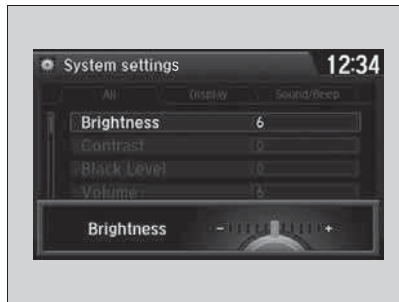 System settings 12:34
All Display Sound/Beep
Brightness 6
Contrast 0
Black Level 0
Volume 6
Brightness - +